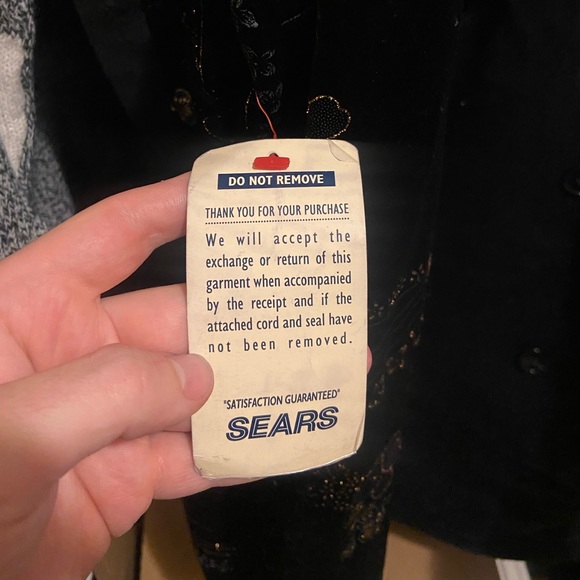 DO NOT REMOVE
THANK YOU FOR YOUR PURCHASE
We will accept the
exchange or return of this
garment when accompanied
by the receipt and if the
attached cord and seal have
not been removed.
"SATISFACTION GUARANTEED"
SEARS